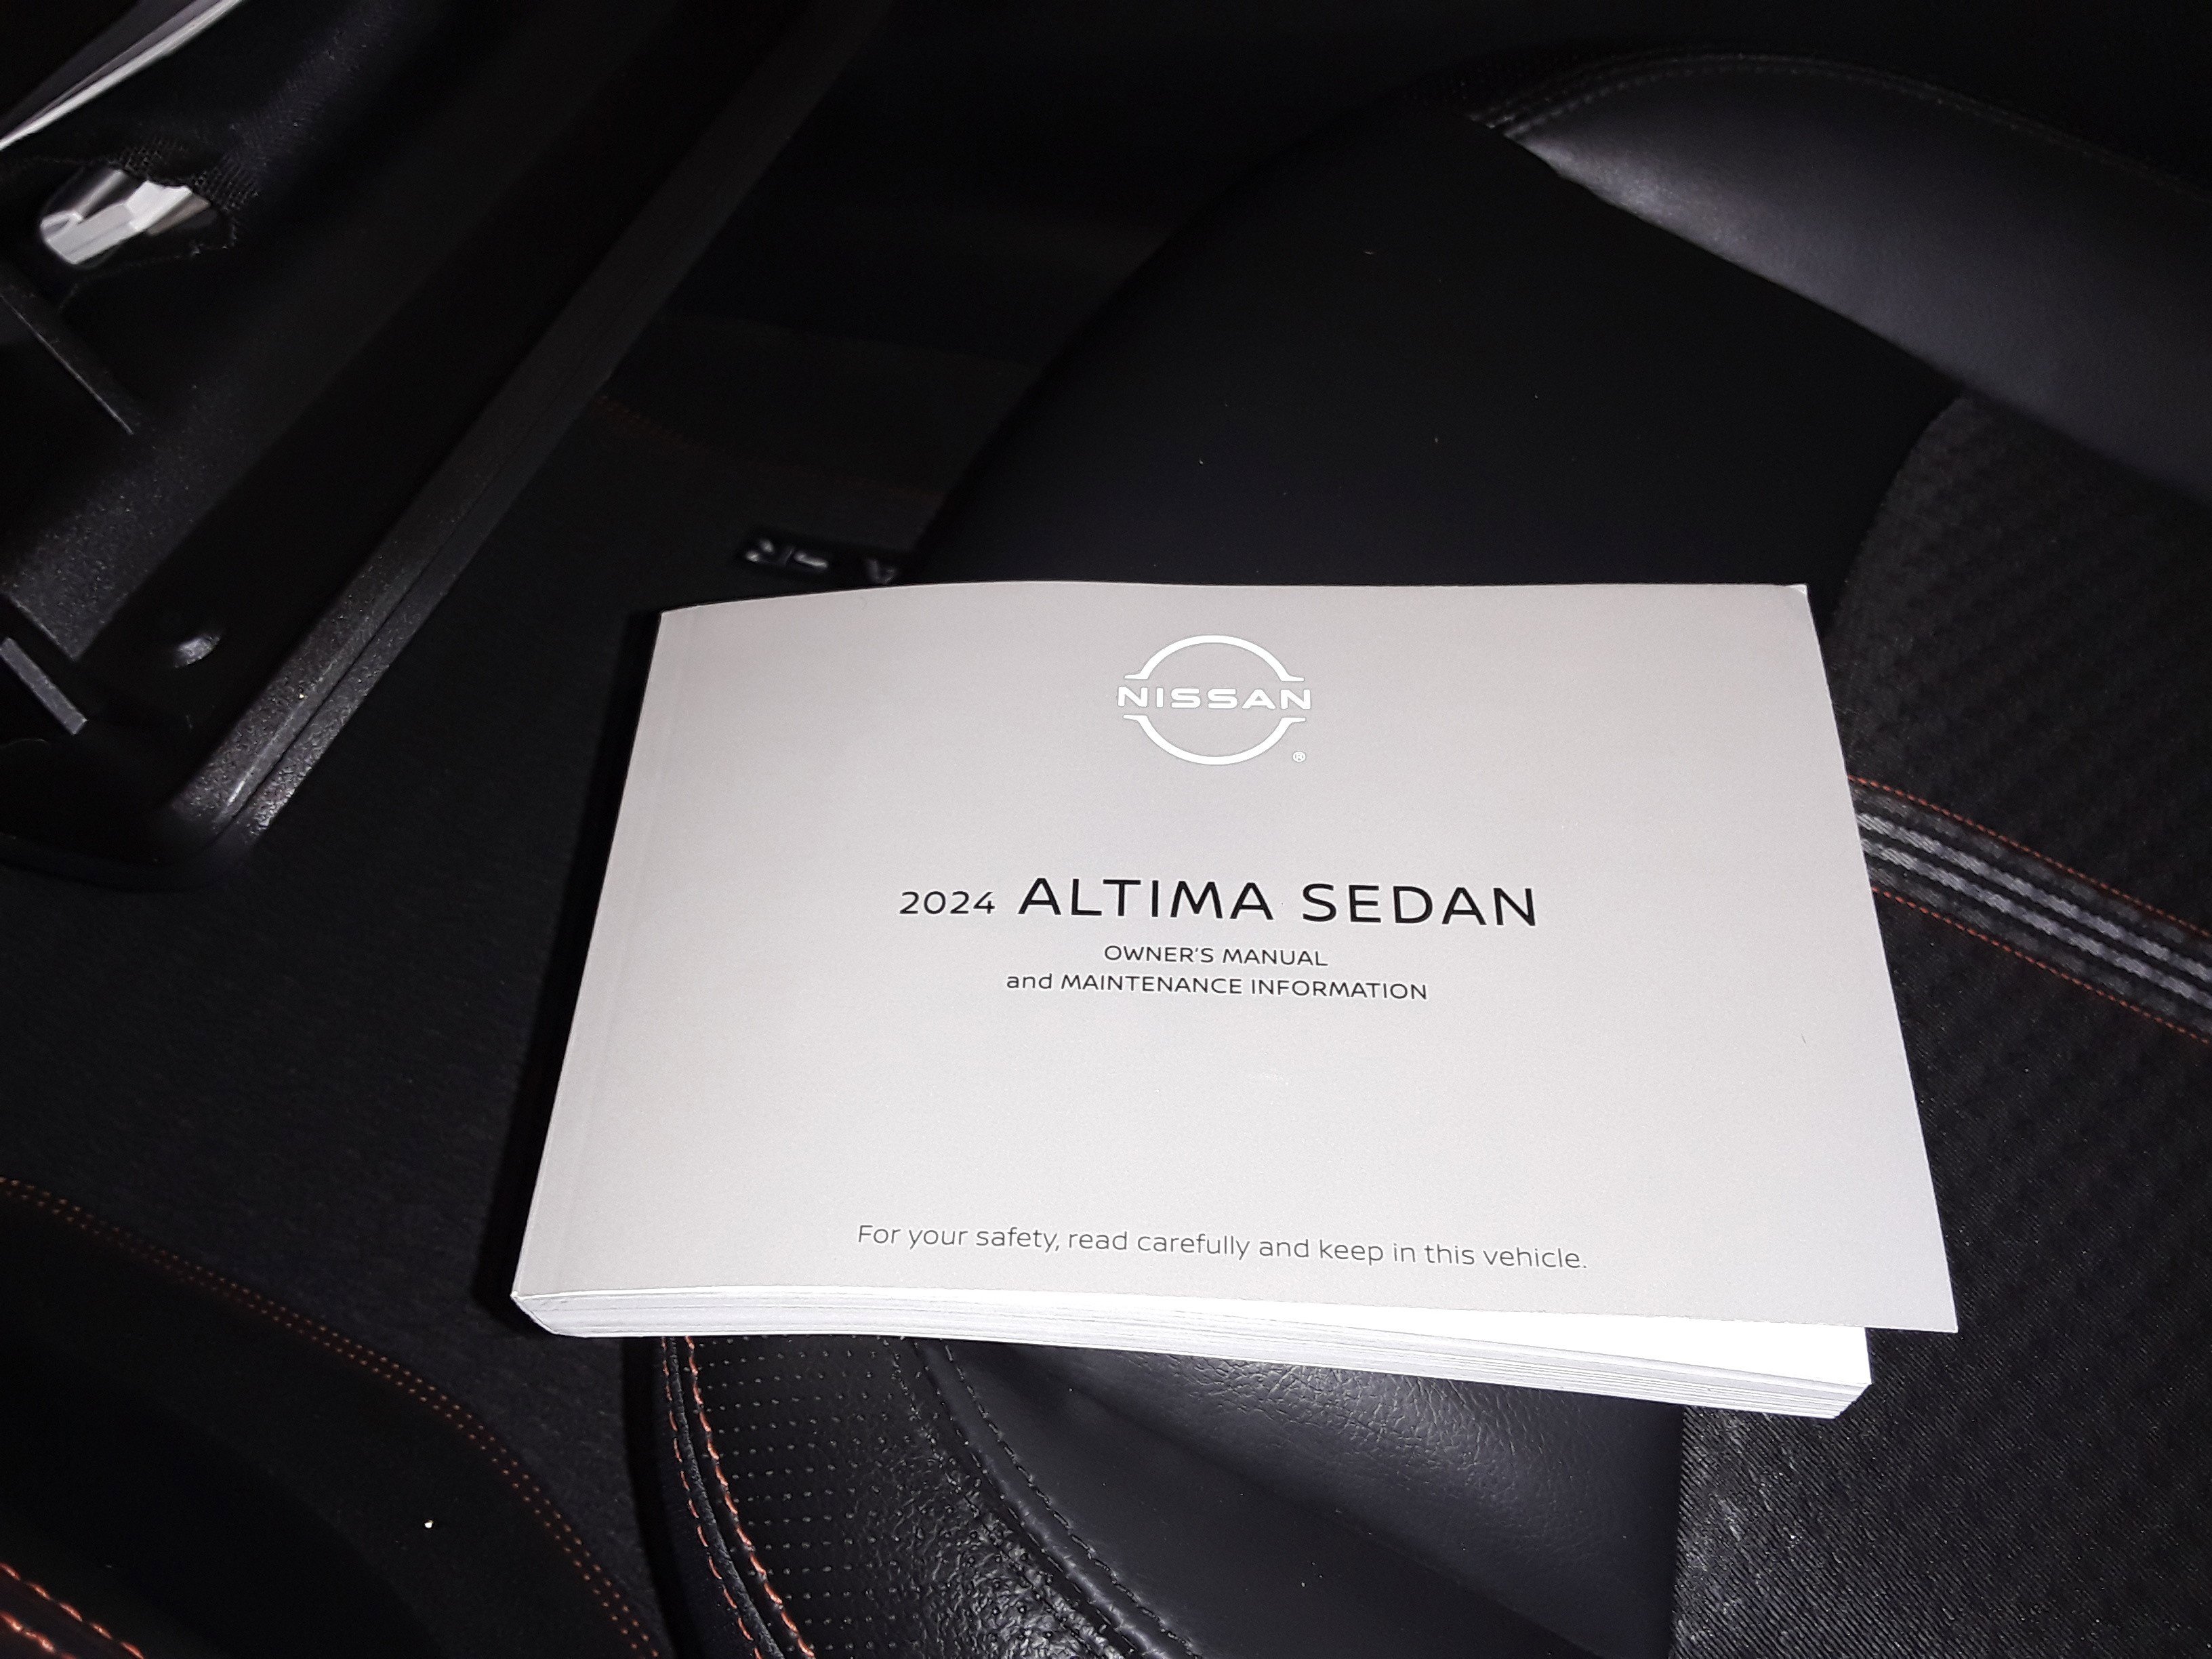 NISSAN
®
2024 ALTIMA SEDAN
OWNER'S MANUAL
and MAINTENANCE INFORMATION
For your safety, read carefully and keep in this vehicle.